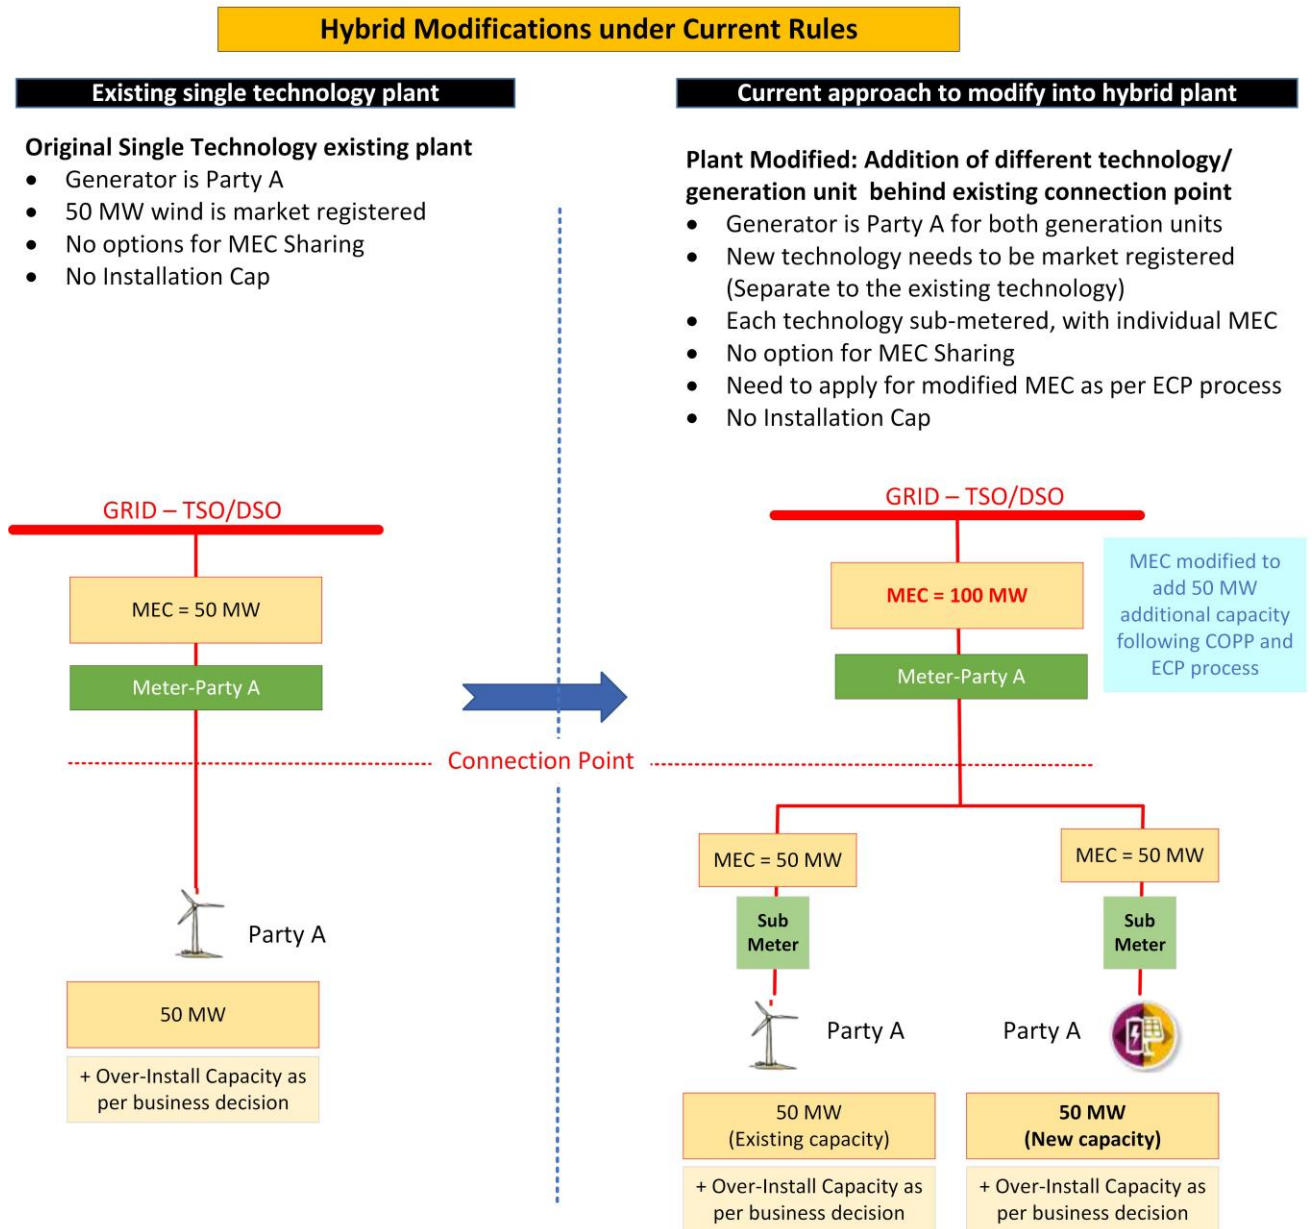 Hybrid Modifications under Current Rules
Existing single technology plant
Original Single Technology existing plant
• Generator is Party A
• 50 MW wind is market registered
• No options for MEC Sharing
• No Installation Cap
GRID – TSO/DSO
MEC = 50 MW
Meter-Party A
Connection Point
Party A
50 MW
+ Over-Install Capacity as
per business decision
Current approach to modify into hybrid plant
Plant Modified: Addition of different technology/
generation unit behind existing connection point
• Generator is Party A for both generation units
• New technology needs to be market registered
(Separate to the existing technology)
• Each technology sub-metered, with individual MEC
• No option for MEC Sharing
• Need to apply for modified MEC as per ECP process
• No Installation Cap
GRID – TSO/DSO
MEC = 100 MW
Meter-Party A
MEC modified to
add 50 MW
additional capacity
following COPP and
ECP process
MEC = 50 MW
Sub
Meter
Party A
50 MW
(Existing capacity)
+ Over-Install Capacity as
per business decision
MEC = 50 MW
Sub
Meter
Party A
50 MW
(New capacity)
+ Over-Install Capacity as
per business decision